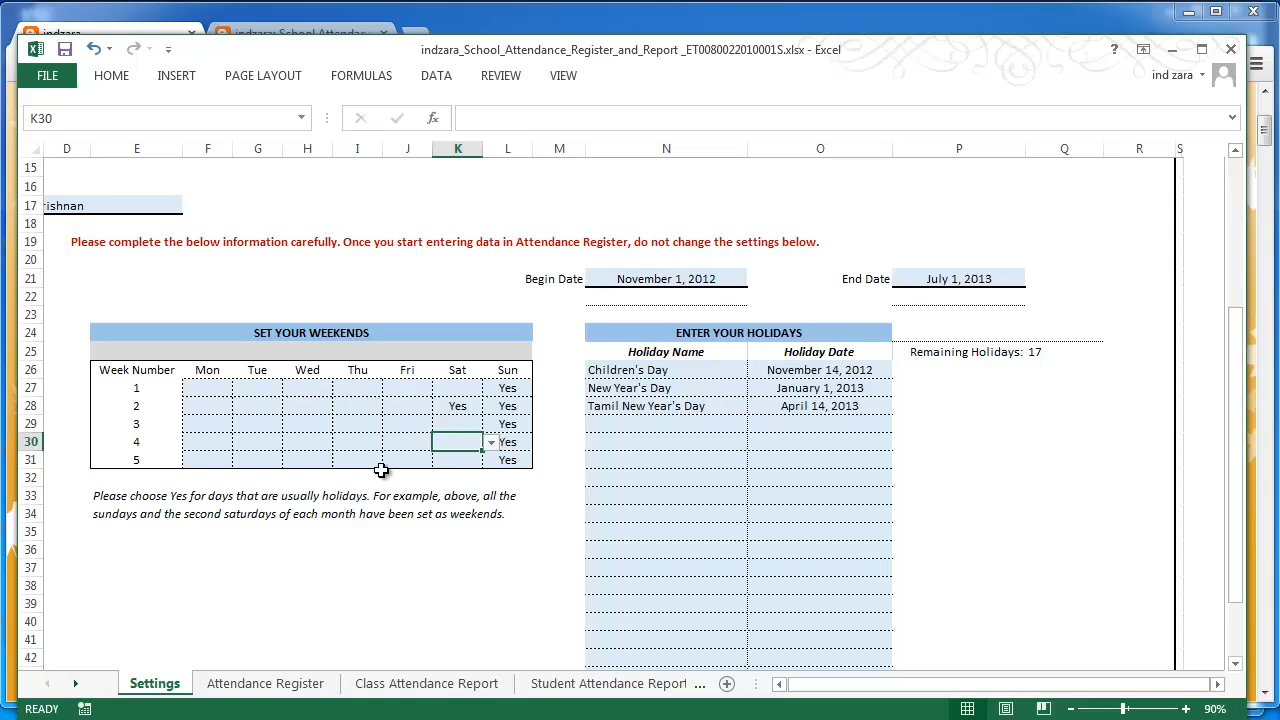 indzara
indzara: School Attendan
indzara_School_Attendance_Register_and_Report _ET0080022010001S.xlsx - Excel
FILE HOME INSERT PAGE LAYOUT FORMULAS DATA REVIEW VIEW ind zara
K30 fx
D E F G H I J K L M N O P Q R S
15
16
17 rishnan
18
19 Please complete the below information carefully. Once you start entering data in Attendance Register, do not change the settings below.
20
21 Begin Date November 1, 2012 End Date July 1, 2013
22
23
24 SET YOUR WEEKENDS ENTER YOUR HOLIDAYS
25 Holiday Name Holiday Date Remaining Holidays: 17
26 Week Number Mon Tue Wed Thu Fri Sat Sun Children's Day November 14, 2012
27 1 Yes New Year's Day January 1, 2013
28 2 Yes Yes Tamil New Year's Day April 14, 2013
29 3 Yes
30 4 Yes
31 5 Yes
32
33 Please choose Yes for days that are usually holidays. For example, above, all the
34 sundays and the second saturdays of each month have been set as weekends.
35
36
37
38
39
40
41
42
Settings Attendance Register Class Attendance Report Student Attendance Report ...
READY 90%